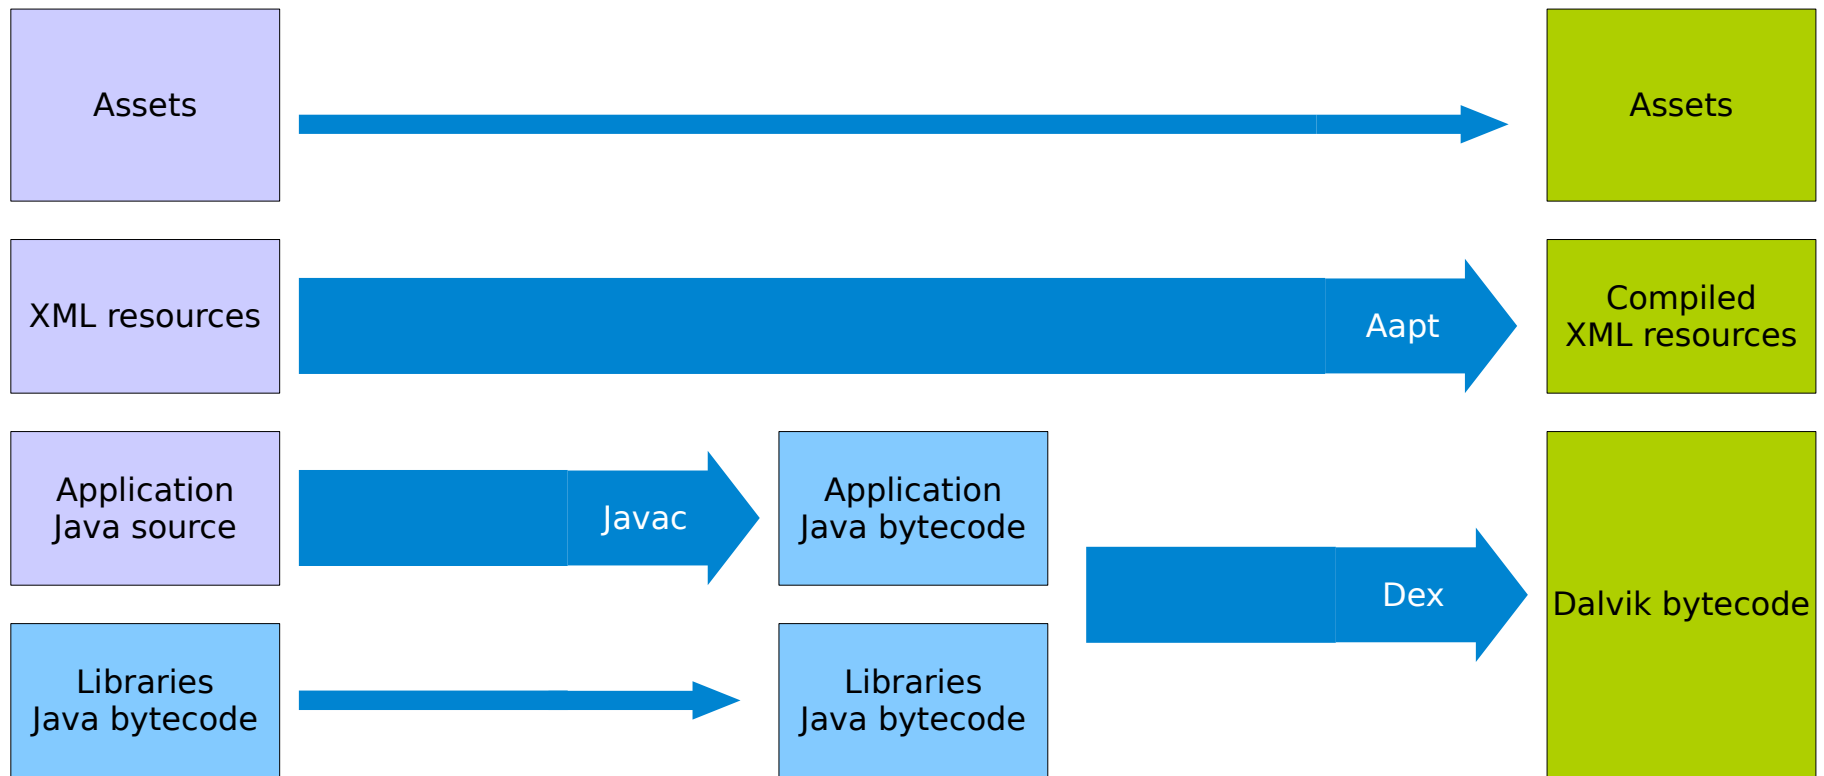 Assets
Assets
XML resources
Aapt
Compiled
XML resources
Application
Java source
Javac
Application
Java bytecode
Dex
Dalvik bytecode
Libraries
Java bytecode
Libraries
Java bytecode